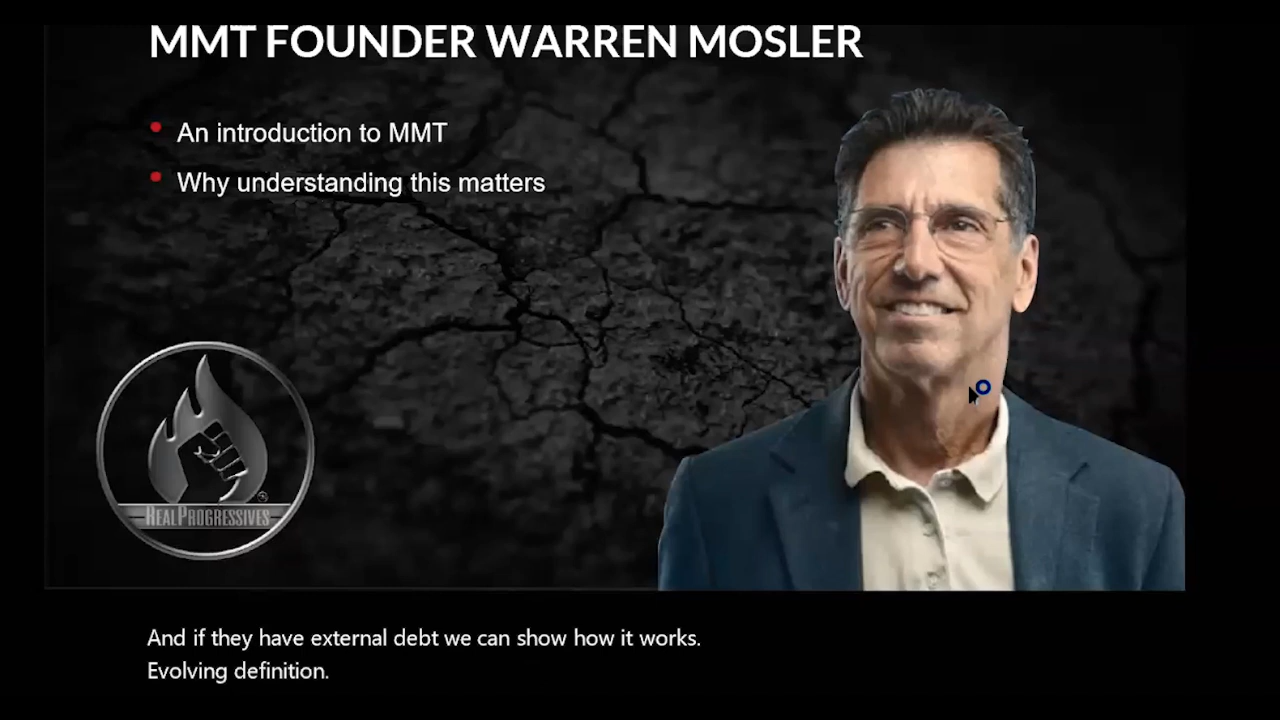 MMT FOUNDER WARREN MOSLER
An introduction to MMT
Why understanding this matters
REALPROGRESSIVES
And if they have external debt we can show how it works.
Evolving definition.